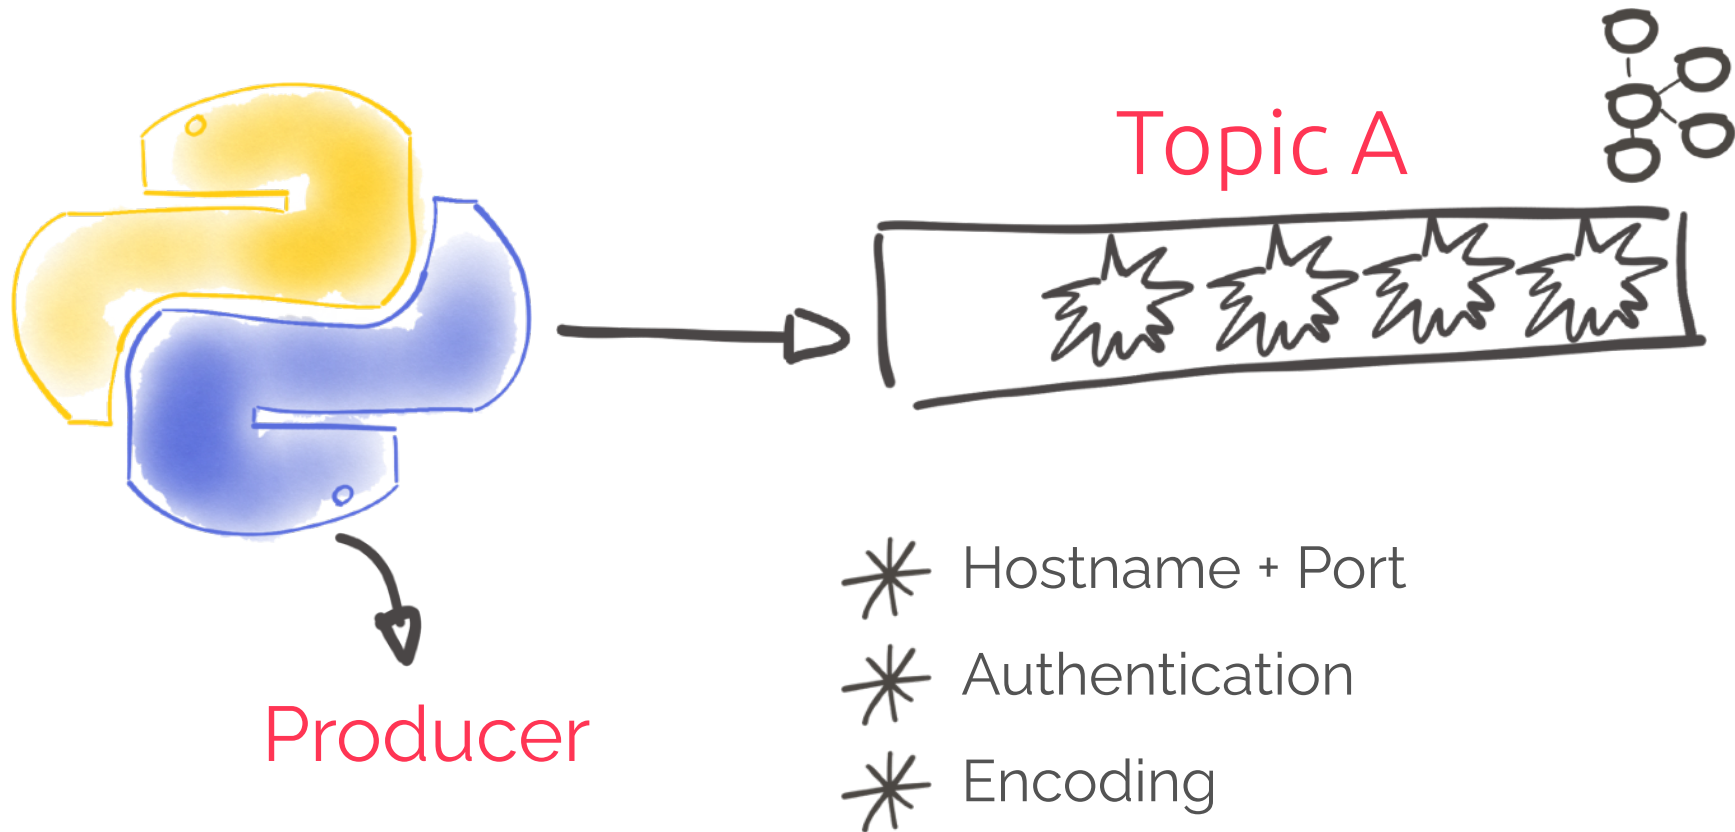 Topic A
Producer
Hostname + Port
Authentication
Encoding